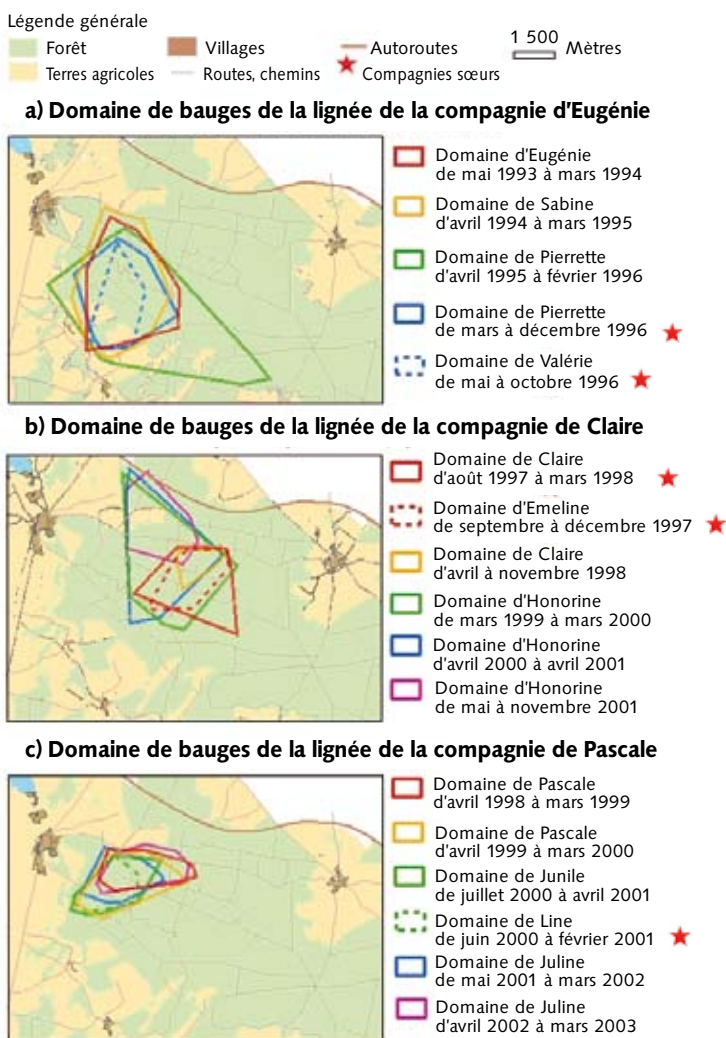 Légende générale
Forêt Villages Autoroutes 1 500 Mètres
Terres agricoles Routes, chemins Compagnies sœurs
a) Domaine de bauges de la lignée de la compagnie d'Eugénie
Domaine d'Eugénie
de mai 1993 à mars 1994
Domaine de Sabine
d'avril 1994 à mars 1995
Domaine de Pierrette
d'avril 1995 à février 1996
Domaine de Pierrette
de mars à décembre 1996
Domaine de Valérie
de mai à octobre 1996
b) Domaine de bauges de la lignée de la compagnie de Claire
Domaine de Claire
d'août 1997 à mars 1998
Domaine d'Emeline
de septembre à décembre 1997
Domaine de Claire
d'avril à novembre 1998
Domaine d'Honorine
de mars 1999 à mars 2000
Domaine d'Honorine
d'avril 2000 à avril 2001
Domaine d'Honorine
de mai à novembre 2001
c) Domaine de bauges de la lignée de la compagnie de Pascale
Domaine de Pascale
d'avril 1998 à mars 1999
Domaine de Pascale
d'avril 1999 à mars 2000
Domaine de Junile
de juillet 2000 à avril 2001
Domaine de Line
de juin 2000 à février 2001
Domaine de Juline
de mai 2001 à mars 2002
Domaine de Juline
d'avril 2002 à mars 2003